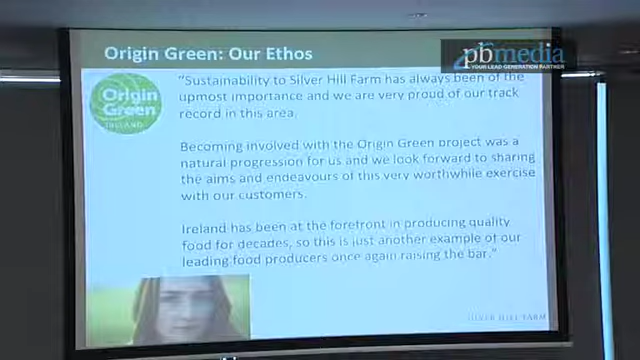 Origin Green: Our Ethos
pbmedia
YOUR LEAD GENERATION PARTNER
Origin
Green
IRELAND
"Sustainability to Silver Hill Farm has always been of the
upmost importance and we are very proud of our track
record in this area.
Becoming involved with the Origin Green project was a
natural progression for us and we look forward to sharing
the aims and endeavours of this very worthwhile exercise
with our customers.
Ireland has been at the forefront in producing quality
food for decades, so this is just another example of our
leading food producers once again raising the bar."
SILVER HILL FARM